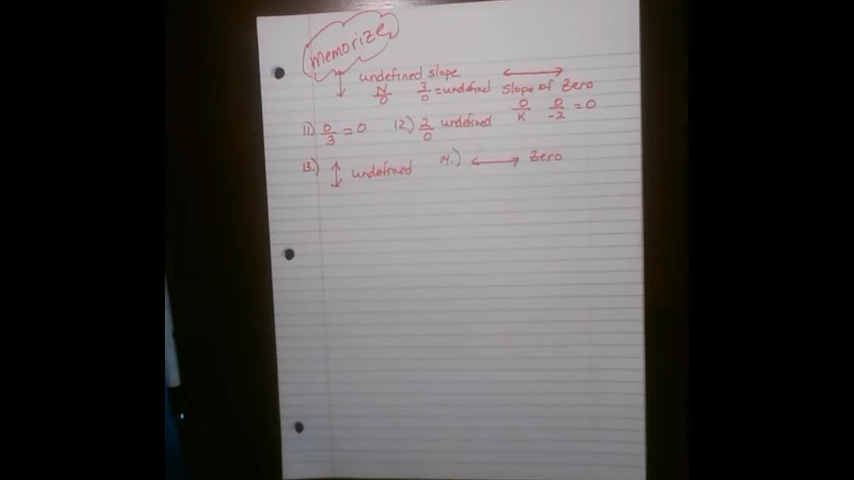 memorize
↕ undefined slope ↔
N/0 3/0 = undefined Slope of Zero
0/K 0/-2 = 0
11) 0/3 = 0 12.) 2/0 undefined
13.) ↕ undefined 14.) ↔ Zero